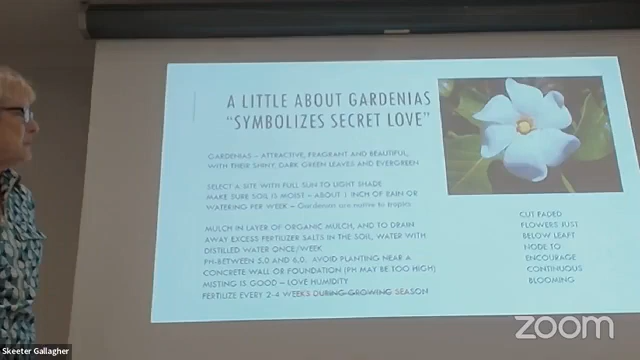 A LITTLE ABOUT GARDENIAS
"SYMBOLIZES SECRET LOVE"
GARDENIAS – ATTRACTIVE, FRAGRANT AND BEAUTIFUL,
WITH THEIR SHINY DARK GREEN LEAVES AND EVERGREEN
SELECT A SITE WITH FULL SUN TO LIGHT SHADE
MAKE SURE SOIL IS MOIST – ABOUT 1 INCH OF RAIN OR
WATERING PER WEEK – Gardenias are native to tropics
MULCH IN LAYER OF ORGANIC MULCH, AND TO DRAIN
AWAY EXCESS FERTILIZER SALTS IN THE SOIL, WATER WITH
DISTILLED WATER ONCE/WEEK
PH-BETWEEN 5.0 AND 6.0. AVOID PLANTING NEAR A
CONCRETE WALL OR FOUNDATION (PH MAY BE TOO HIGH)
MISTING IS GOOD – LOVE HUMIDITY
FERTILIZE EVERY 2-4 WEEKS DURING GROWING SEASON
CUT FADED
FLOWERS JUST
BELOW LEAFT
NODE TO
ENCOURAGE
CONTINUOUS
BLOOMING
zoom
Skeeter Gallagher